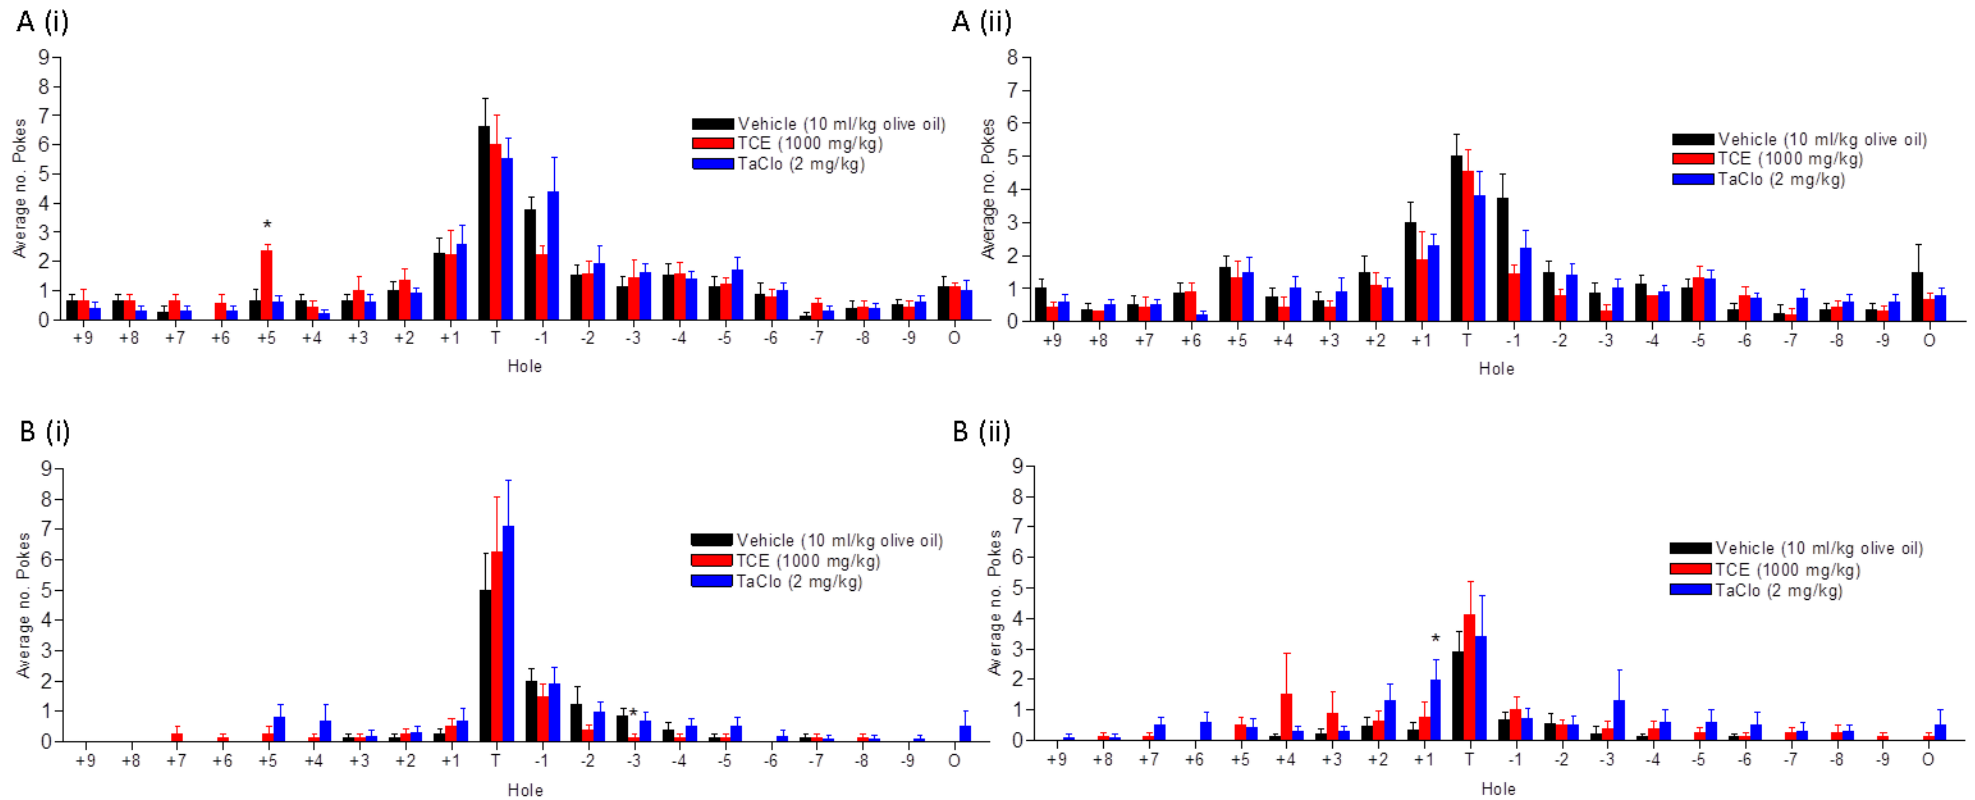 A (i)
9
8
7
6
5
4
3
2
1
0
Average no. Pokes
*
Vehicle (10 ml/kg olive oil)
TCE (1000 mg/kg)
TaClo (2 mg/kg)
+9 +8 +7 +6 +5 +4 +3 +2 +1 T -1 -2 -3 -4 -5 -6 -7 -8 -9 O
Hole
A (ii)
8
7
6
5
4
3
2
1
0
Average no. Pokes
Vehicle (10 ml/kg olive oil)
TCE (1000 mg/kg)
TaClo (2 mg/kg)
+9 +8 +7 +6 +5 +4 +3 +2 +1 T -1 -2 -3 -4 -5 -6 -7 -8 -9 O
Hole
B (i)
9
8
7
6
5
4
3
2
1
0
Average no. Pokes
Vehicle (10 ml/kg olive oil)
TCE (1000 mg/kg)
TaClo (2 mg/kg)
*
+9 +8 +7 +6 +5 +4 +3 +2 +1 T -1 -2 -3 -4 -5 -6 -7 -8 -9 O
Hole
B (ii)
9
8
7
6
5
4
3
2
1
0
Average no. Pokes
Vehicle (10 ml/kg olive oil)
TCE (1000 mg/kg)
TaClo (2 mg/kg)
*
+9 +8 +7 +6 +5 +4 +3 +2 +1 T -1 -2 -3 -4 -5 -6 -7 -8 -9 O
Hole